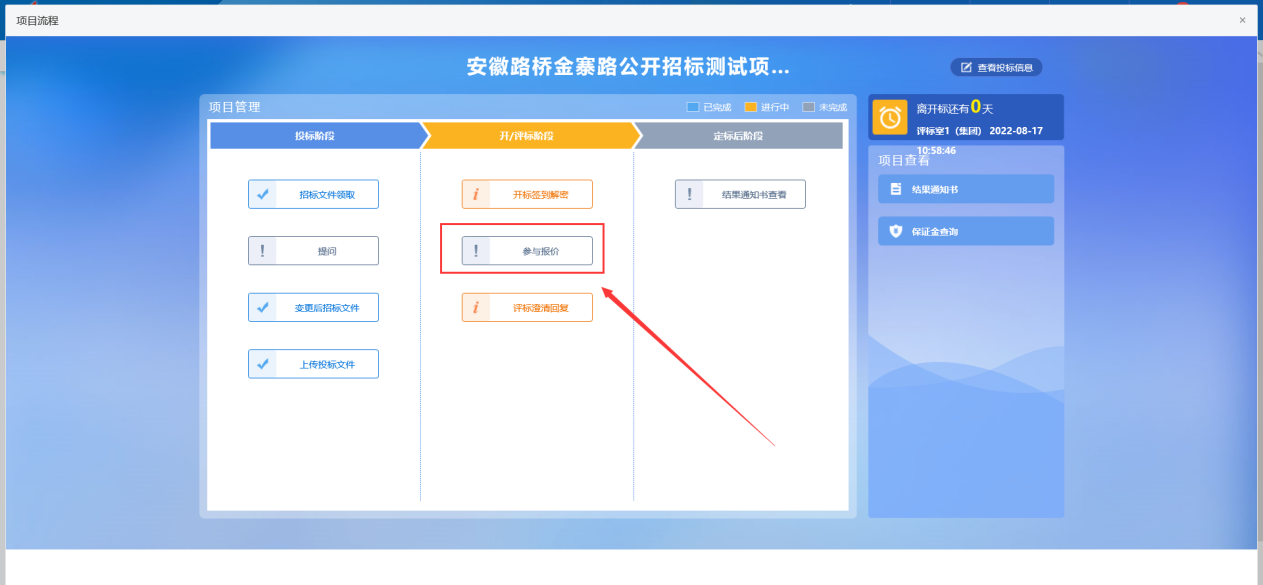 项目流程
×
安徽路桥金寨路公开招标测试项...
查看投标信息
项目管理
已完成
进行中
未完成
投标阶段
开/评标阶段
定标后阶段
招标文件领取
提问
变更后招标文件
上传投标文件
开标签到解密
参与报价
评标澄清回复
结果通知书查看
离开标还有0天
评标室1（集团） 2022-08-17
10:58:46
项目查看
结果通知书
保证金查询